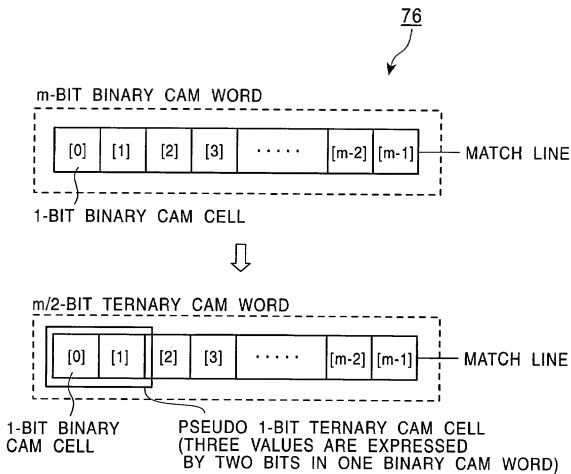 76
m-BIT BINARY CAM WORD
[0] [1] [2] [3] ..... [m-2] [m-1] MATCH LINE
1-BIT BINARY CAM CELL
m/2-BIT TERNARY CAM WORD
[0] [1] [2] [3] ..... [m-2] [m-1] MATCH LINE
1-BIT BINARY
CAM CELL
PSEUDO 1-BIT TERNARY CAM CELL
(THREE VALUES ARE EXPRESSED
BY TWO BITS IN ONE BINARY CAM WORD)